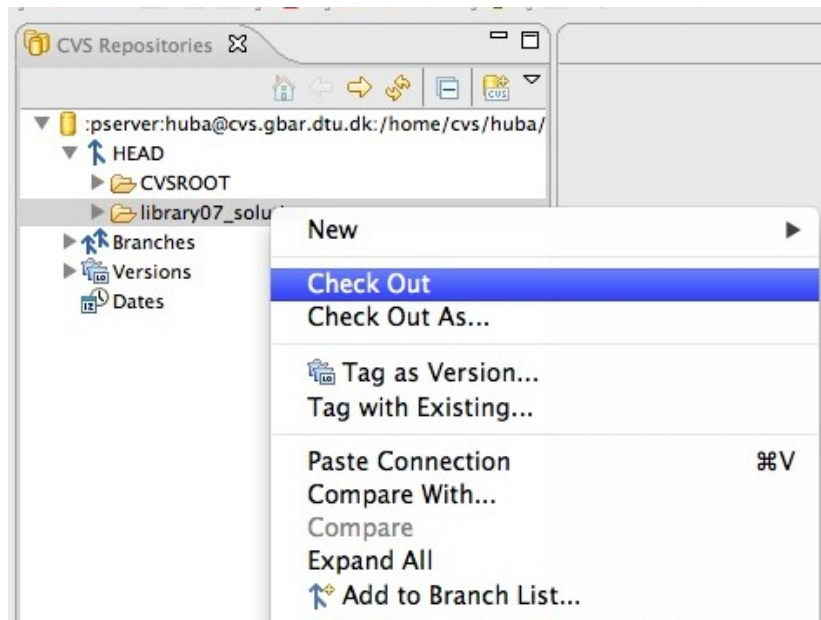 CVS Repositories
CVS
:pserver:huba@cvs.gbar.dtu.dk:/home/cvs/huba/
HEAD
CVSROOT
library07_solu
Branches
Versions
Dates
New
Check Out
Check Out As...
Tag as Version...
Tag with Existing...
Paste Connection ⌘V
Compare With...
Compare
Expand All
Add to Branch List...